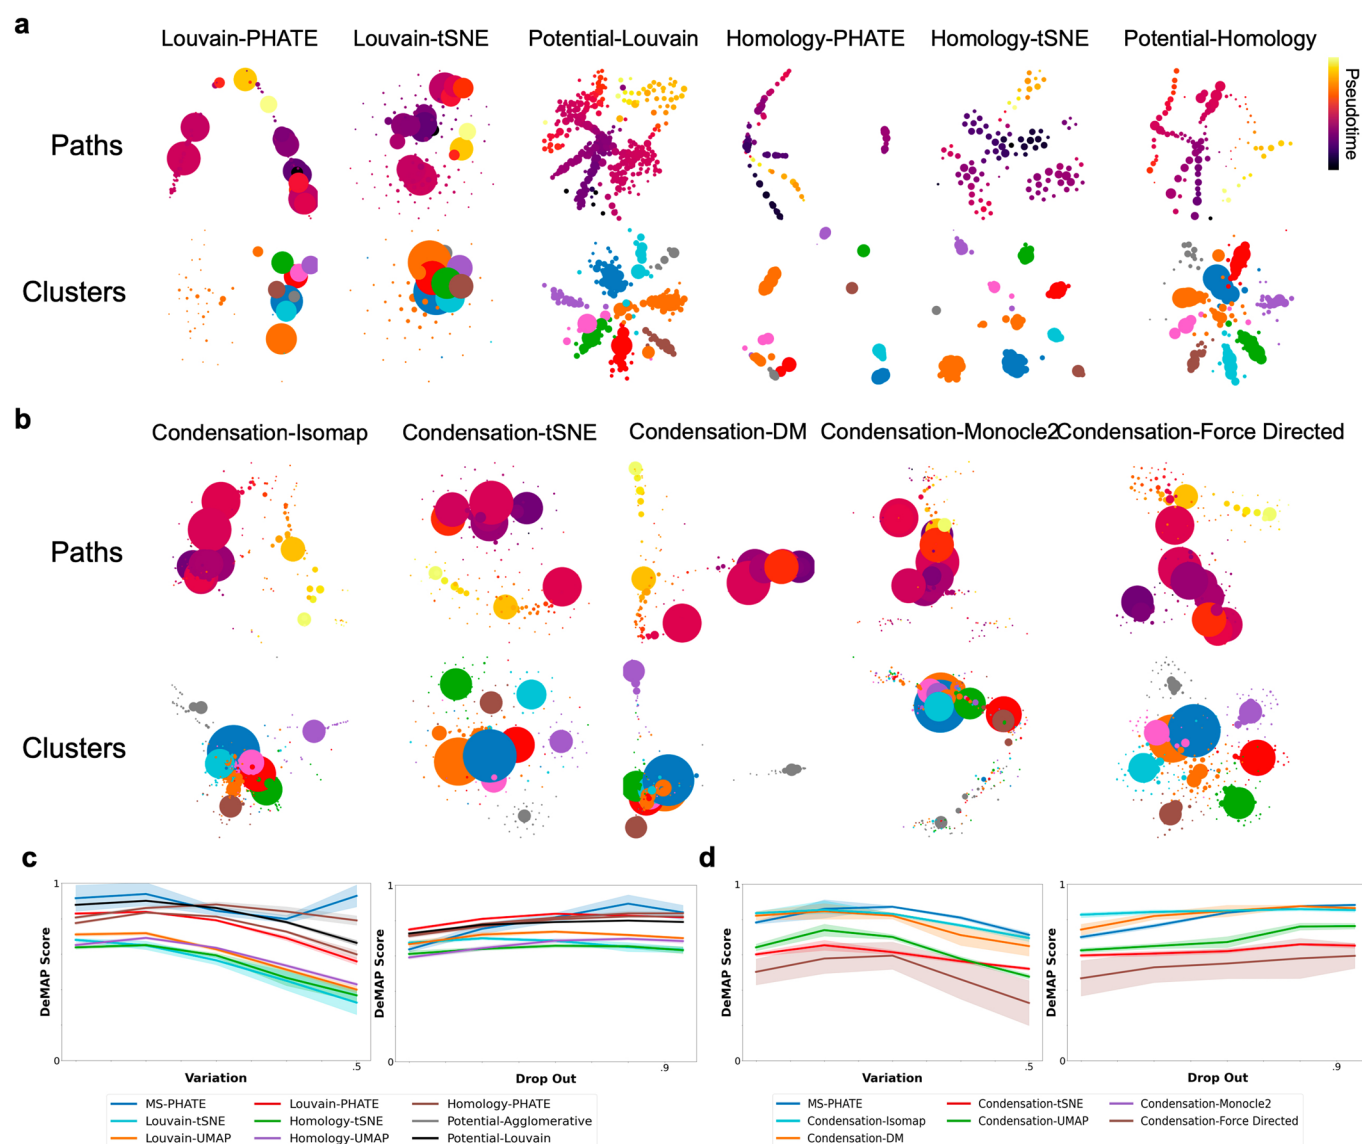 a
Louvain-PHATE Louvain-tSNE Potential-Louvain Homology-PHATE Homology-tSNE Potential-Homology
Pseudotime
Paths
Clusters
b
Condensation-Isomap Condensation-tSNE Condensation-DM Condensation-Monocle2 Condensation-Force Directed
Paths
Clusters
c
1
DeMAP Score
0
.5
Variation
1
DeMAP Score
0
.9
Drop Out
MS-PHATE Louvain-PHATE Homology-PHATE
Louvain-tSNE Homology-tSNE Potential-Agglomerative
Louvain-UMAP Homology-UMAP Potential-Louvain
d
1
DeMAP Score
0
.5
Variation
1
DeMAP Score
0
.9
Drop Out
MS-PHATE Condensation-tSNE Condensation-Monocle2
Condensation-Isomap Condensation-UMAP Condensation-Force Directed
Condensation-DM